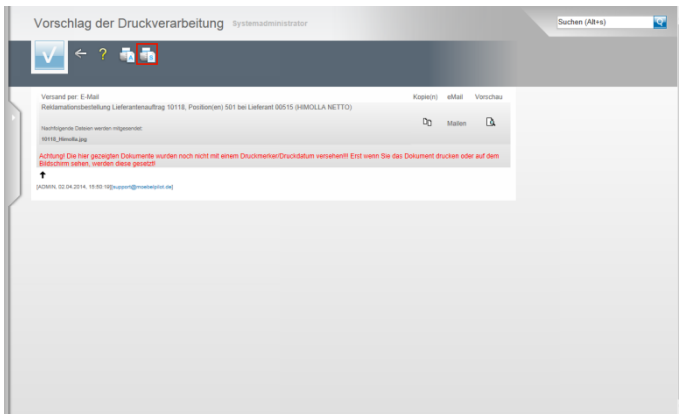 Vorschlag der Druckverarbeitung Systemadministrator
Suchen (Alt+s)
Versand per: E-Mail Kopie(n) eMail Vorschau
Reklamationsbestellung Lieferantenauftrag 10118, Position(en) 501 bei Lieferant 00515 (HIMOLLA NETTO)
Mailen
Nachfolgende Dateien werden mitgesendet:
10118_Himolla.jpg
Achtung! Die hier gezeigten Dokumente wurden noch nicht mit einem Druckmerker/Druckdatum versehen!!! Erst wenn Sie das Dokument drucken oder auf dem
Bildschirm sehen, werden diese gesetzt!
[ADMIN, 02.04.2014, 15:59:16][support@moebelpilot.de]